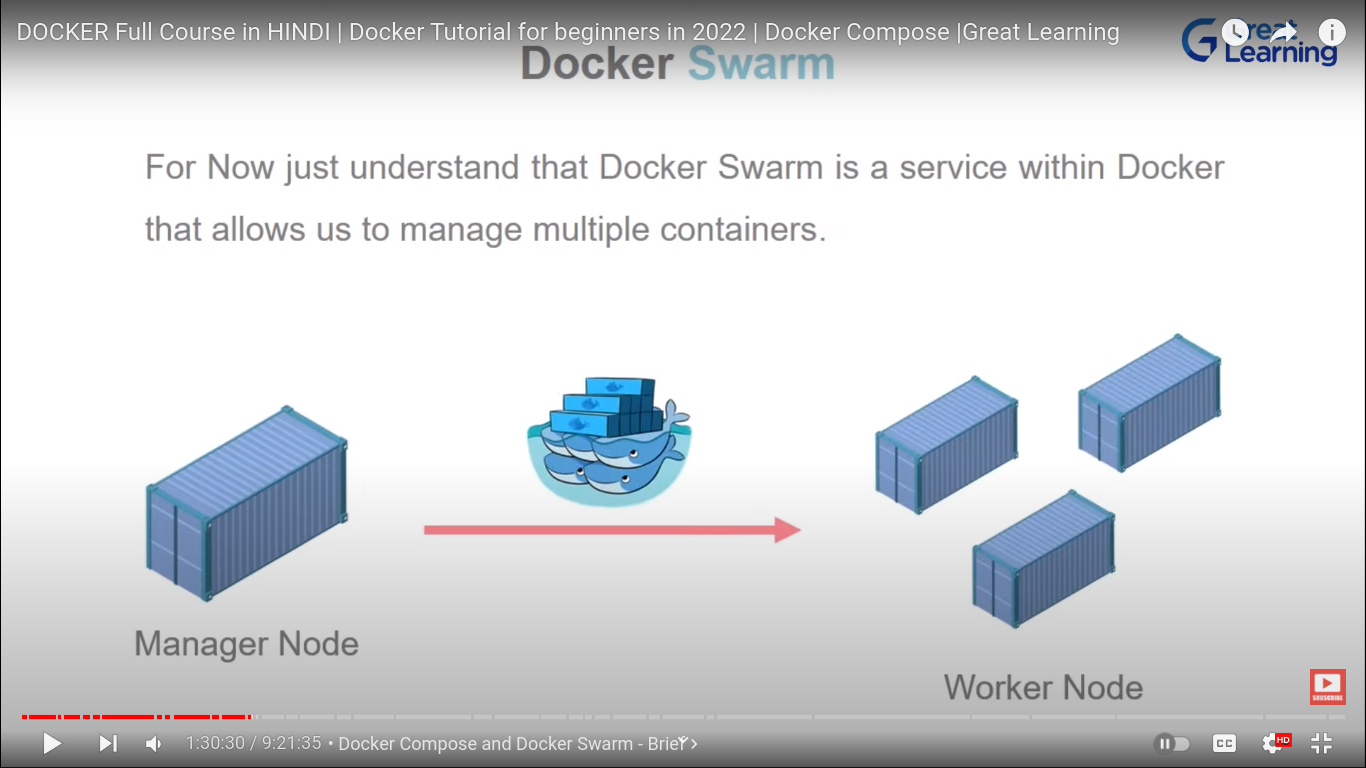 DOCKER Full Course in HINDI | Docker Tutorial for beginners in 2022 | Docker Compose |Great Learning
Great
Learning
Docker Swarm
For Now just understand that Docker Swarm is a service within Docker
that allows us to manage multiple containers.
Manager Node
Worker Node
SUBSCRIBE
1:30:30 / 9:21:35 • Docker Compose and Docker Swarm - Brief
CC
HD